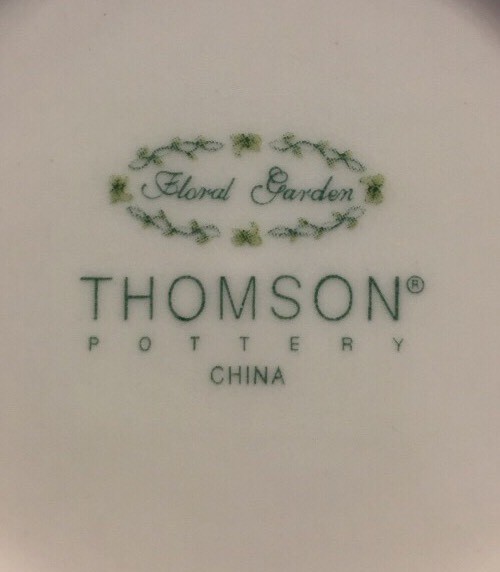 Floral Garden
THOMSON®
POTTERY
CHINA